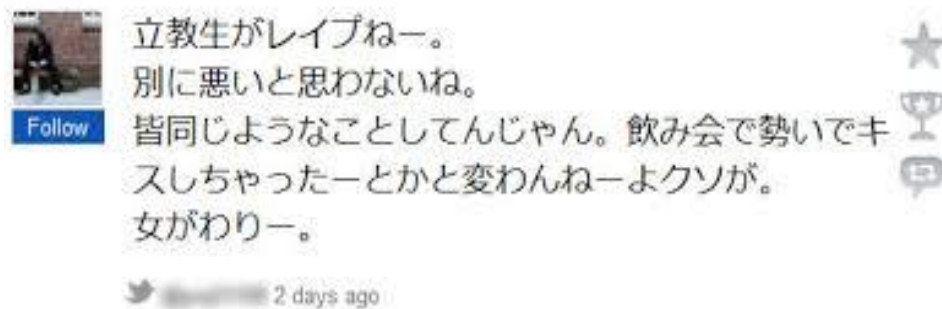 立教生がレイプねー。
別に悪いと思わないね。
皆同じようなことしてんじゃん。飲み会で勢いでキ
スしちゃったーとかと変わんねーよクソが。
女がわりー。
Follow
2 days ago